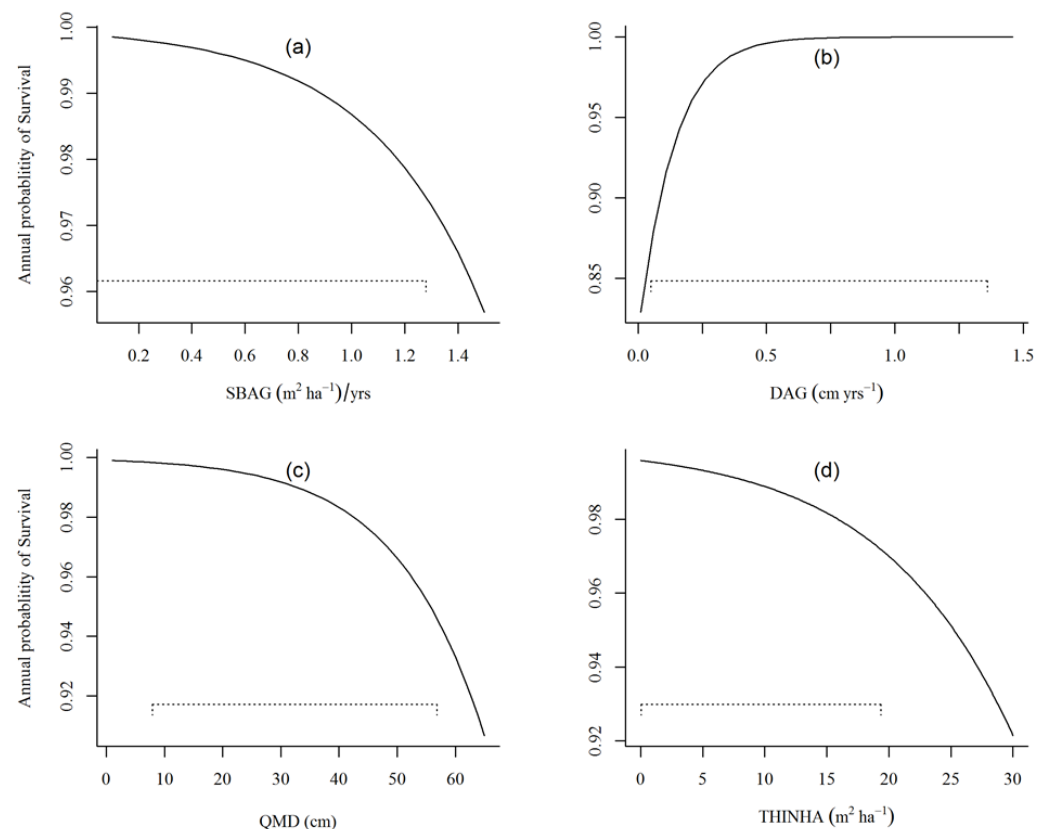 (a)
Annual probablitity of Survival
1.00
0.99
0.98
0.97
0.96
0.2 0.4 0.6 0.8 1.0 1.2 1.4
SBAG (m² ha⁻¹)/yrs
(b)
1.00
0.95
0.90
0.85
0.0 0.5 1.0 1.5
DAG (cm yrs⁻¹)
(c)
Annual probablitity of Survival
1.00
0.98
0.96
0.94
0.92
0 10 20 30 40 50 60
QMD (cm)
(d)
0.98
0.96
0.94
0.92
0 5 10 15 20 25 30
THINHA (m² ha⁻¹)